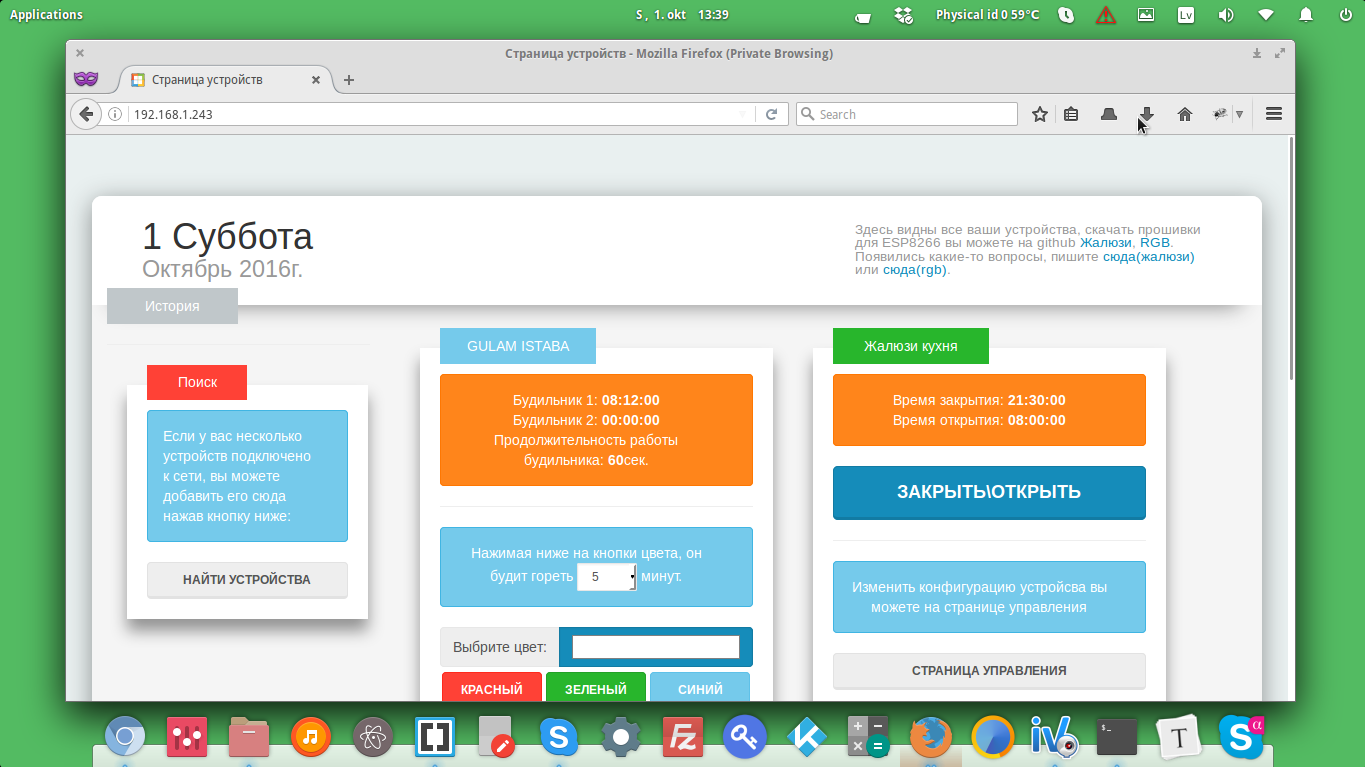 Applications
S , 1. okt 13:39
Physical id 0 59°C
Lv
Страница устройств - Mozilla Firefox (Private Browsing)
Страница устройств
192.168.1.243
Search
1 Суббота
Октябрь 2016г.
Здесь видны все ваши устройства, скачать прошивки
для ESP8266 вы можете на github Жалюзи, RGB.
Появились какие-то вопросы, пишите сюда(жалюзи)
или сюда(rgb).
История
Поиск
Если у вас несколько
устройств подключено
к сети, вы можете
добавить его сюда
нажав кнопку ниже:
НАЙТИ УСТРОЙСТВА
GULAM ISTABA
Будильник 1: 08:12:00
Будильник 2: 00:00:00
Продолжительность работы
будильника: 60сек.
Нажимая ниже на кнопки цвета, он
будит гореть 5 минут.
Выберите цвет:
КРАСНЫЙ
ЗЕЛЕНЫЙ
СИНИЙ
Жалюзи кухня
Время закрытия: 21:30:00
Время открытия: 08:00:00
ЗАКРЫТЬ\ОТКРЫТЬ
Изменить конфигурацию устройсва вы
можете на странице управления
СТРАНИЦА УПРАВЛЕНИЯ